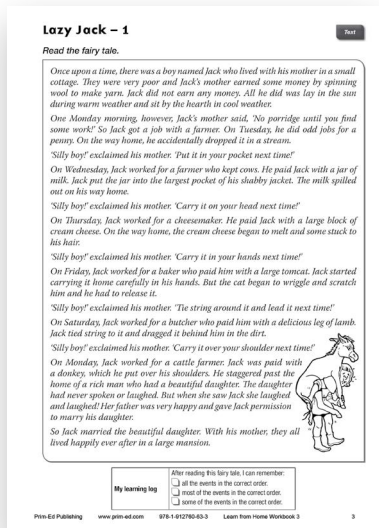 Lazy Jack – 1
Text
Read the fairy tale.
Once upon a time, there was a boy named Jack who lived with his mother in a small
cottage. They were very poor and Jack's mother earned some money by spinning
wool to make yarn. Jack did not earn any money. All he did was lay in the sun
during warm weather and sit by the hearth in cool weather.
One Monday morning, however, Jack's mother said, 'No porridge until you find
some work!' So Jack got a job with a farmer. On Tuesday, he did odd jobs for a
penny. On the way home, he accidentally dropped it in a stream.
'Silly boy!' exclaimed his mother. 'Put it in your pocket next time!'
On Wednesday, Jack worked for a farmer who kept cows. He paid Jack with a jar of
milk. Jack put the jar into the largest pocket of his shabby jacket. The milk spilled
out on his way home.
'Silly boy!' exclaimed his mother. 'Carry it on your head next time!'
On Thursday, Jack worked for a cheesemaker. He paid Jack with a large block of
cream cheese. On the way home, the cream cheese began to melt and some stuck to
his hair.
'Silly boy!' exclaimed his mother. 'Carry it in your hands next time!'
On Friday, Jack worked for a baker who paid him with a large tomcat. Jack started
carrying it home carefully in his hands. But the cat began to wriggle and scratch
him and he had to release it.
'Silly boy!' exclaimed his mother. 'Tie string around it and lead it next time!'
On Saturday, Jack worked for a butcher who paid him with a delicious leg of lamb.
Jack tied string to it and dragged it behind him in the dirt.
'Silly boy!' exclaimed his mother. 'Carry it over your shoulder next time!'
On Monday, Jack worked for a cattle farmer. Jack was paid with
a donkey, which he put over his shoulders. He staggered past the
home of a rich man who had a beautiful daughter. The daughter
had never spoken or laughed. But when she saw Jack she laughed
and laughed! Her father was very happy and gave Jack permission
to marry his daughter.
So Jack married the beautiful daughter. With his mother, they all
lived happily ever after in a large mansion.
My learning log
After reading this fairy tale, I can remember:
all the events in the correct order.
most of the events in the correct order.
some of the events in the correct order.
Prim-Ed Publishing www.prim-ed.com 978-1-912760-63-3 Learn from Home Workbook 3 3